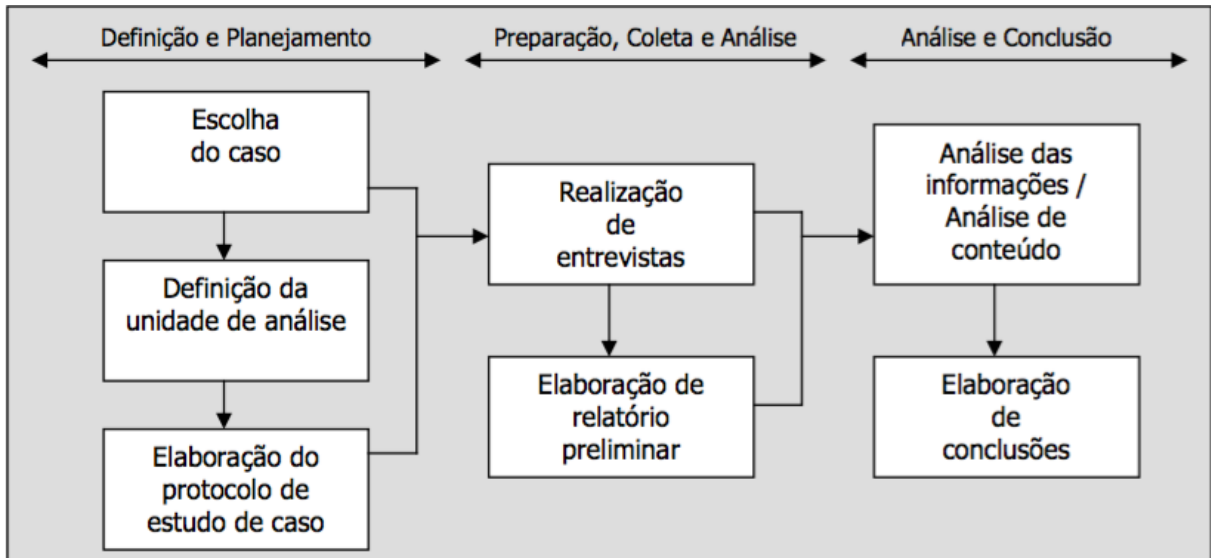 Definição e Planejamento
Preparação, Coleta e Análise
Análise e Conclusão
Escolha
do caso
Definição da
unidade de análise
Elaboração do
protocolo de
estudo de caso
Realização
de
entrevistas
Elaboração de
relatório
preliminar
Análise das
informações /
Análise de
conteúdo
Elaboração
de
conclusões